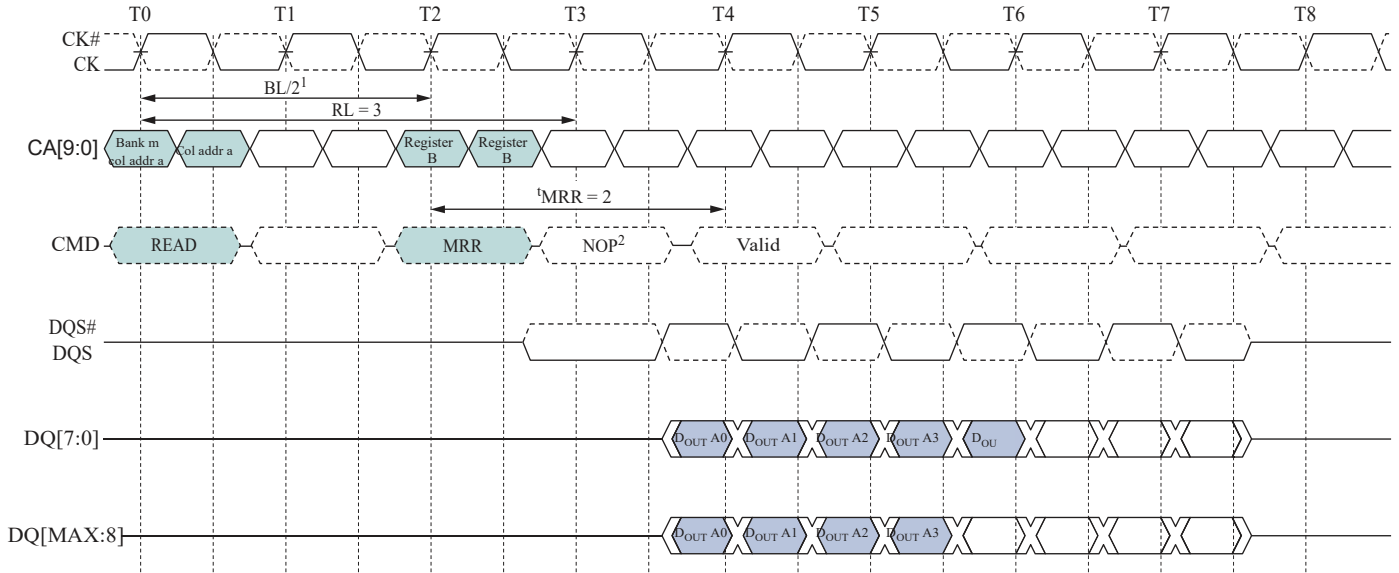 T0 T1 T2 T3 T4 T5 T6 T7 T8
CK#
CK
BL/2¹
RL = 3
CA[9:0]
Bank m
col addr a
Col addr a
Register
B
Register
B
ᵗMRR = 2
CMD
READ
MRR
NOP²
Valid
DQS#
DQS
DQ[7:0]
DOUT A0
DOUT A1
DOUT A2
DOUT A3
DOU
DQ[MAX:8]
DOUT A0
DOUT A1
DOUT A2
DOUT A3